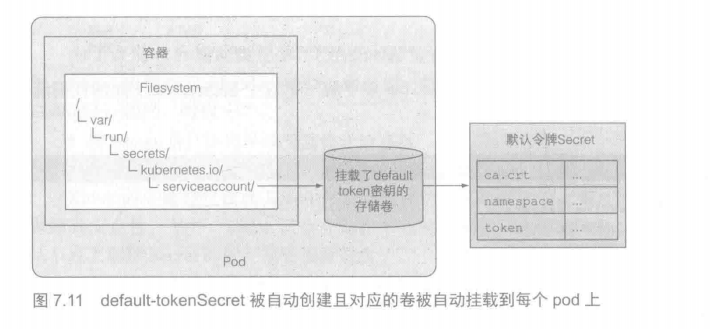 容器
Filesystem
/
var/
run/
secrets/
kubernetes.io/
serviceaccount/
挂载了default
token密钥的
存储卷
Pod
默认令牌Secret
ca.crt ...
namespace ...
token ...
图 7.11 default-tokenSecret 被自动创建且对应的卷被自动挂载到每个 pod 上